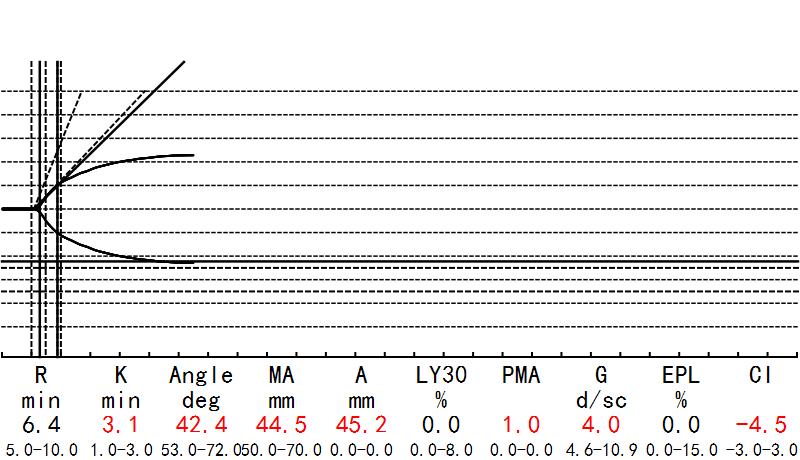 R K Angle MA A LY30 PMA G EPL CI
min min deg mm mm % d/sc %
6.4 3.1 42.4 44.5 45.2 0.0 1.0 4.0 0.0 -4.5
5.0-10.0 1.0-3.0 53.0-72.0 50.0-70.0 0.0-0.0 0.0-8.0 0.0-0.0 4.6-10.9 0.0-15.0 -3.0-3.0